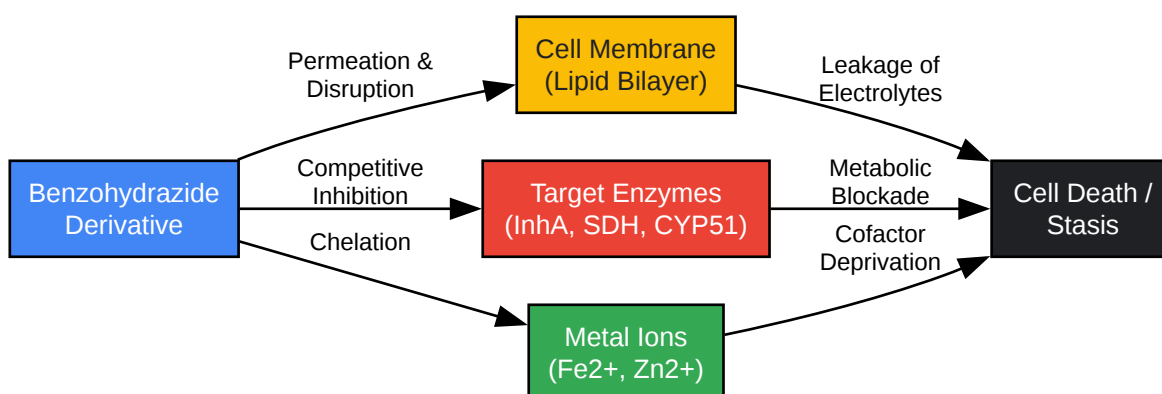 Permeation &
Disruption
Cell Membrane
(Lipid Bilayer)
Leakage of
Electrolytes
Benzohydrazide
Derivative
Competitive
Inhibition
Target Enzymes
(InhA, SDH, CYP51)
Metabolic
Blockade
Cell Death /
Stasis
Chelation
Cofactor
Deprivation
Metal Ions
(Fe2+, Zn2+)